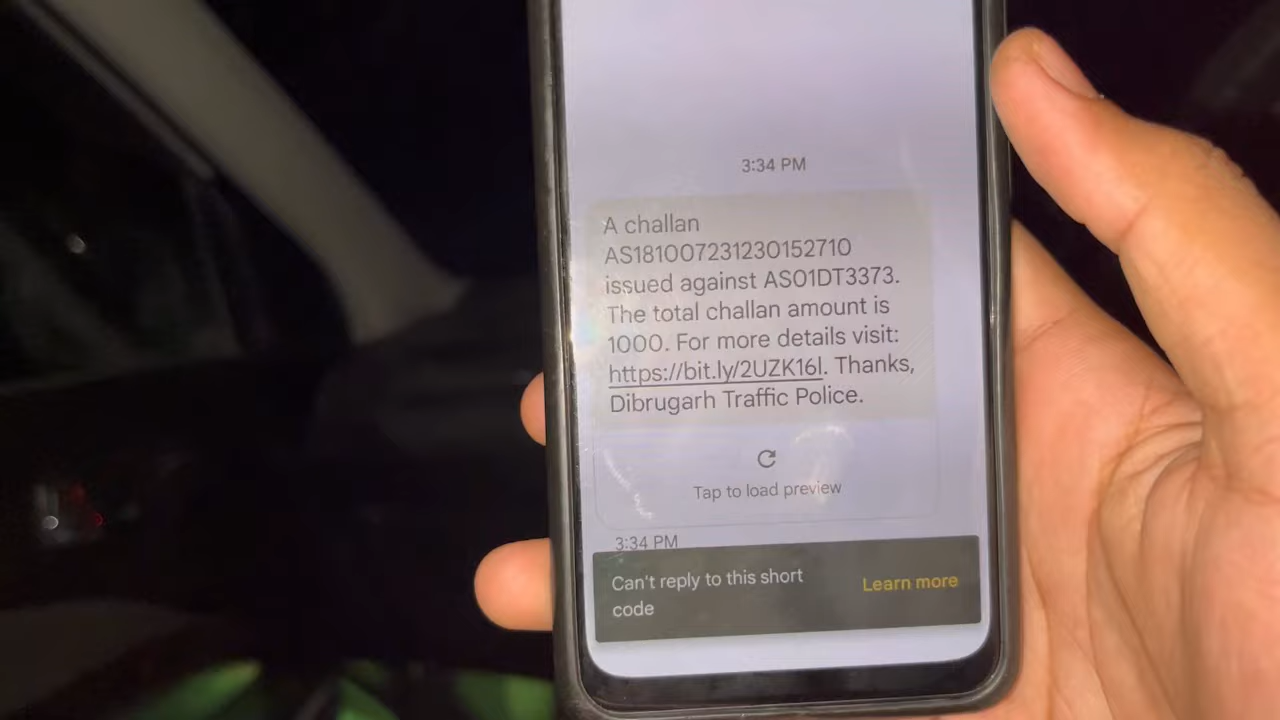 3:34 PM
A challan
AS181007231230152710
issued against AS01DT3373.
The total challan amount is
1000. For more details visit:
https://bit.ly/2UZK16l. Thanks,
Dibrugarh Traffic Police.
Tap to load preview
3:34 PM
Can't reply to this short
code
Learn more